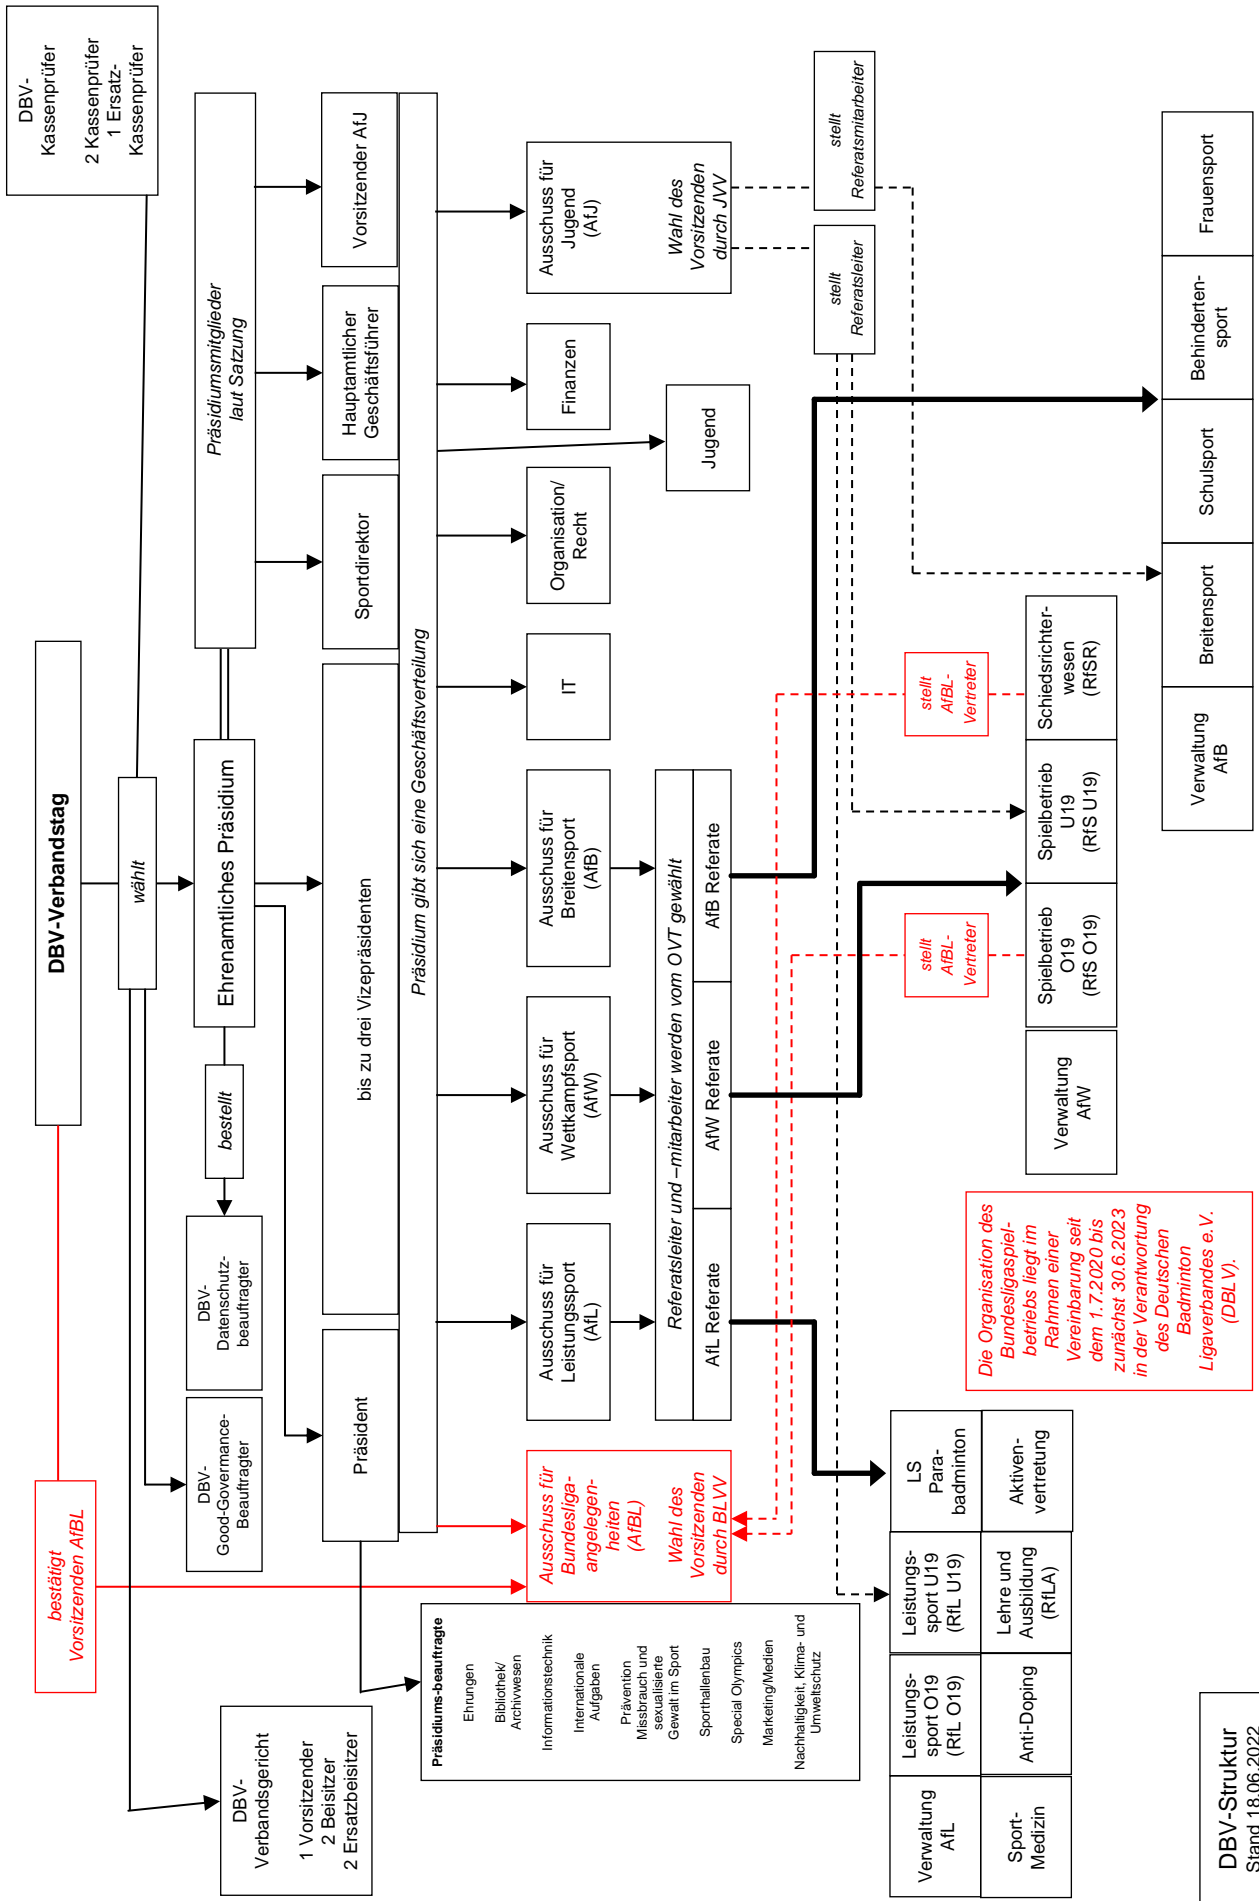 DBV-Verbandstag
bestätigt
Vorsitzenden AfBL
wählt
DBV-
Kassenprüfer
2 Kassenprüfer
1 Ersatz-
Kassenprüfer
DBV-
Verbandsgericht
1 Vorsitzender
2 Beisitzer
2 Ersatzbeisitzer
DBV-
Good-Govermance-
Beauftragter
DBV-
Datenschutz-
beauftragter
bestellt
Ehrenamtliches Präsidium
Präsidiumsmitglieder
laut Satzung
Präsident
bis zu drei Vizepräsidenten
Sportdirektor
Hauptamtlicher
Geschäftsführer
Vorsitzender AfJ
Präsidium gibt sich eine Geschäftsverteilung
Präsidiums-beauftragte
Ehrungen
Bibliothek/
Archivwesen
Informationstechnik
Internationale
Aufgaben
Prävention
Missbrauch und
sexualisierte
Gewalt im Sport
Sporthallenbau
Special Olympics
Marketing/Medien
Nachhaltigkeit, Klima- und
Umweltschutz
Ausschuss für
Bundesliga-
angelegen-
heiten
(AfBL)
Wahl des
Vorsitzenden
durch BLVV
Ausschuss für
Leistungssport
(AfL)
Ausschuss für
Wettkampfsport
(AfW)
Ausschuss für
Breitensport
(AfB)
IT
Organisation/
Recht
Finanzen
Ausschuss für
Jugend
(AfJ)
Wahl des
Vorsitzenden
durch JVV
Jugend
Referatsleiter und –mitarbeiter werden vom OVT gewählt
AfL Referate
AfW Referate
AfB Referate
stellt
Referatsleiter
stellt
Referatsmitarbeiter
stellt
AfBL-
Vertreter
stellt
AfBL-
Vertreter
Verwaltung
AfL
Leistungs-
sport O19
(RfL O19)
Leistungs-
sport U19
(RfL U19)
LS
Para-
badminton
Sport-
Medizin
Anti-Doping
Lehre und
Ausbildung
(RfLA)
Aktiven-
vertretung
Die Organisation des
Bundesligaspiel-
betriebs liegt im
Rahmen einer
Vereinbarung seit
dem 1.7.2020 bis
zunächst 30.6.2023
in der Verantwortung
des Deutschen
Badminton
Ligaverbandes e.V.
(DBLV).
Verwaltung
AfW
Spielbetrieb
O19
(RfS O19)
Spielbetrieb
U19
(RfS U19)
Schiedsrichter-
wesen
(RfSR)
Verwaltung
AfB
Breitensport
Schulsport
Behinderten-
sport
Frauensport
DBV-Struktur
Stand 18.06.2022